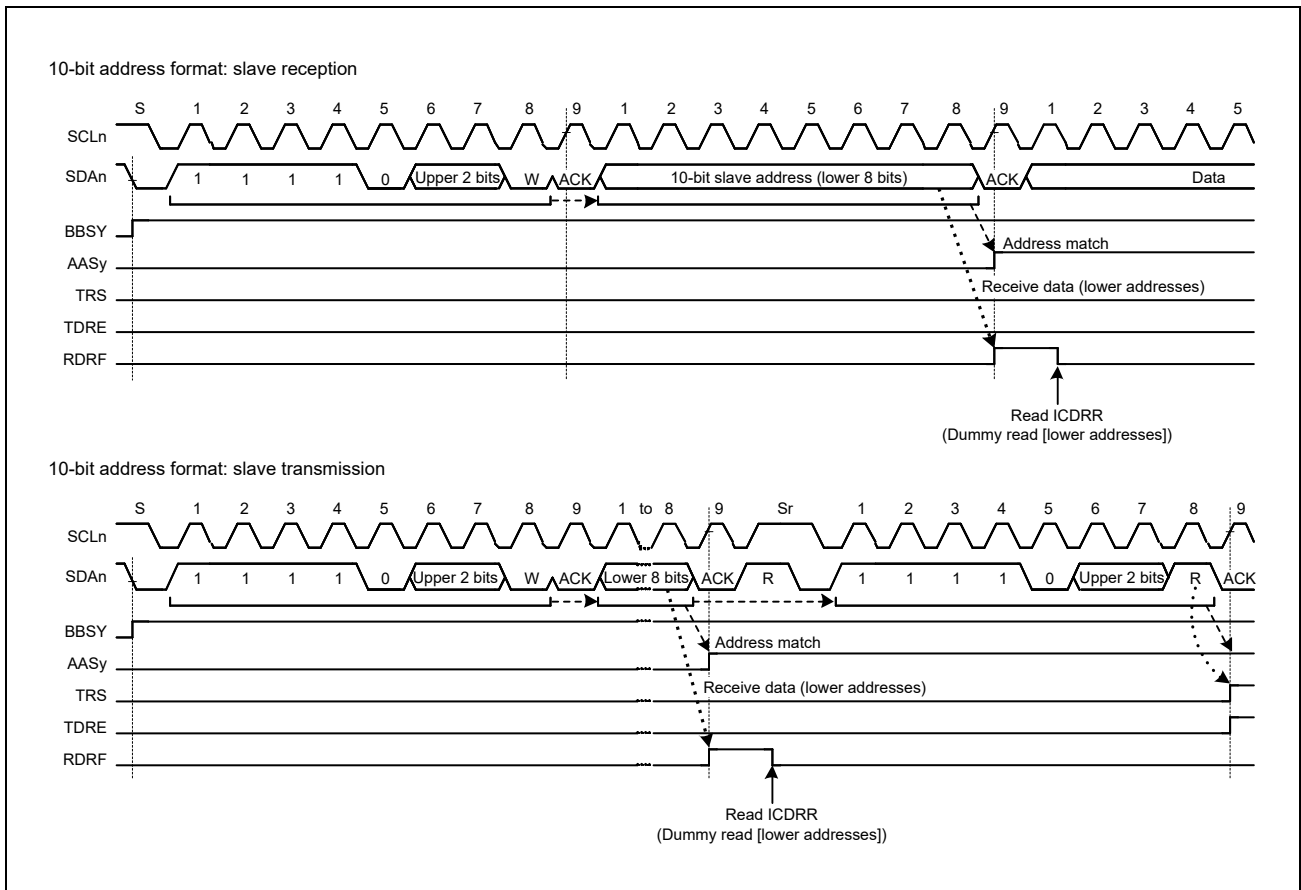 10-bit address format: slave reception
S 1 2 3 4 5 6 7 8 9 1 2 3 4 5 6 7 8 9 1 2 3 4 5
SCLn
SDAn 1 1 1 1 0 Upper 2 bits W ACK 10-bit slave address (lower 8 bits) ACK Data
BBSY
Address match
AASy
Receive data (lower addresses)
TRS
TDRE
RDRF
Read ICDRR
(Dummy read [lower addresses])
10-bit address format: slave transmission
S 1 2 3 4 5 6 7 8 9 1 to 8 9 Sr 1 2 3 4 5 6 7 8 9
SCLn
SDAn 1 1 1 1 0 Upper 2 bits W ACK Lower 8 bits ACK R 1 1 1 1 0 Upper 2 bits R ACK
BBSY
Address match
AASy
Receive data (lower addresses)
TRS
TDRE
RDRF
Read ICDRR
(Dummy read [lower addresses])